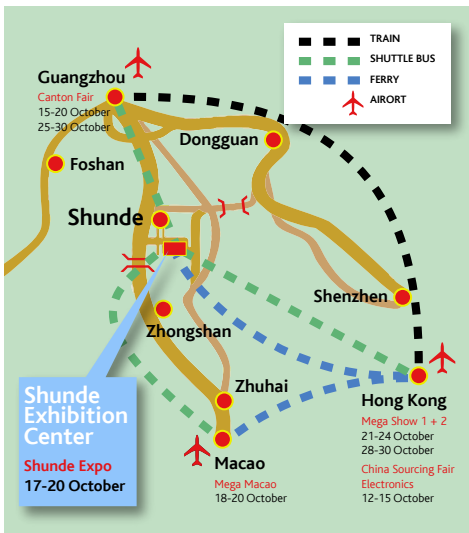 TRAIN
SHUTTLE BUS
FERRY
AIRORT
Guangzhou
Canton Fair
15-20 October
25-30 October
Dongguan
Foshan
Shunde
Shenzhen
Zhongshan
Zhuhai
Hong Kong
Mega Show 1 + 2
21-24 October
28-30 October
China Sourcing Fair
Electronics
12-15 October
Shunde
Exhibition
Center
Shunde Expo
17-20 October
Macao
Mega Macao
18-20 October